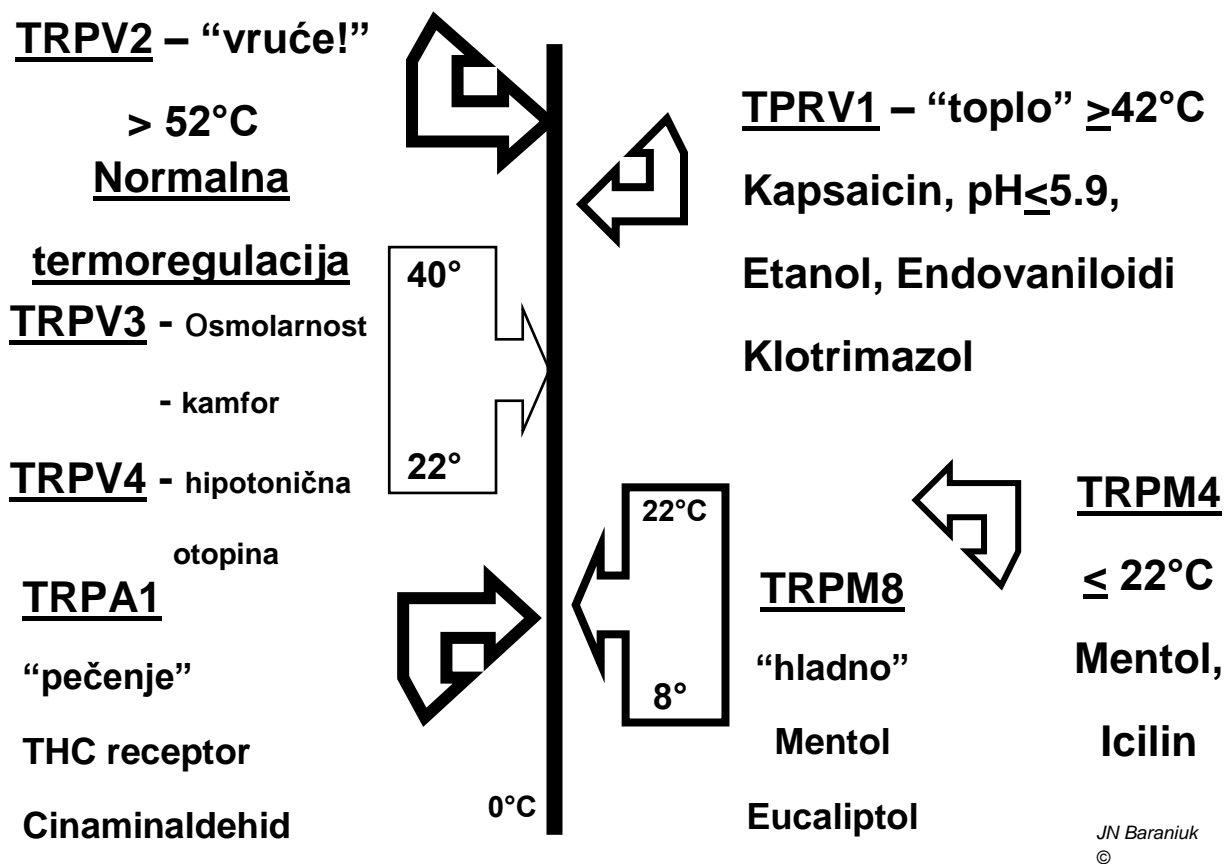 TRPV2 – “vruće!”
> 52°C
Normalna
termoregulacija
TRPV3 - Osmolarnost
- kamfor
TRPV4 - hipotonična
otopina
TRPA1
“pečenje”
THC receptor
Cinaminaldehid
40°
22°
0°C
TPRV1 – “toplo” ≥42°C
Kapsaicin, pH≤5.9,
Etanol, Endovaniloidi
Klotrimazol
22°C
8°
TRPM8
“hladno”
Mentol
Eucaliptol
TRPM4
≤ 22°C
Mentol,
Icilin
JN Baraniuk
©